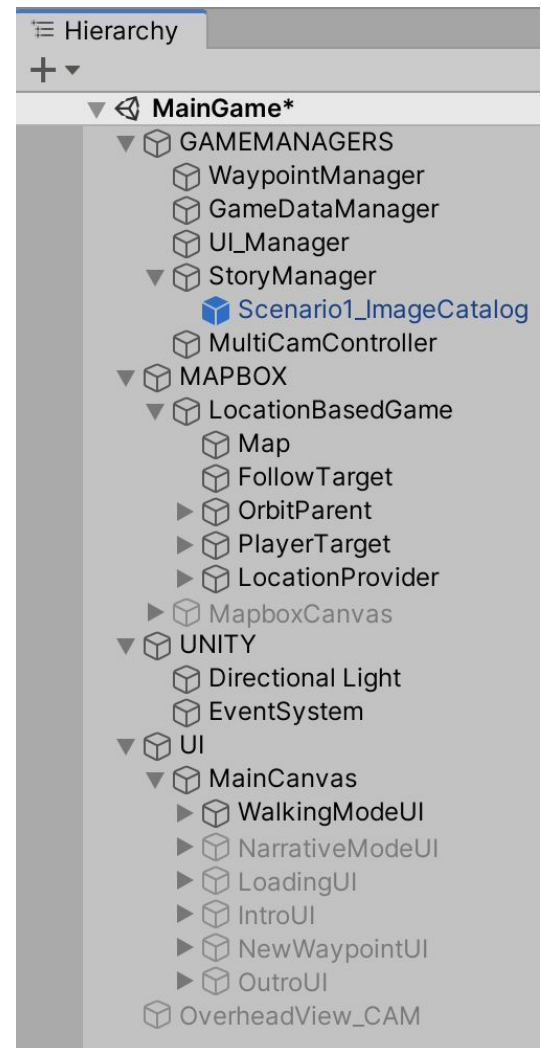 Hierarchy
MainGame*
GAMEMANAGERS
WaypointManager
GameDataManager
UI_Manager
StoryManager
Scenario1_ImageCatalog
MultiCamController
MAPBOX
LocationBasedGame
Map
FollowTarget
OrbitParent
PlayerTarget
LocationProvider
MapboxCanvas
UNITY
Directional Light
EventSystem
UI
MainCanvas
WalkingModeUI
NarrativeModeUI
LoadingUI
IntroUI
NewWaypointUI
OutroUI
OverheadView_CAM